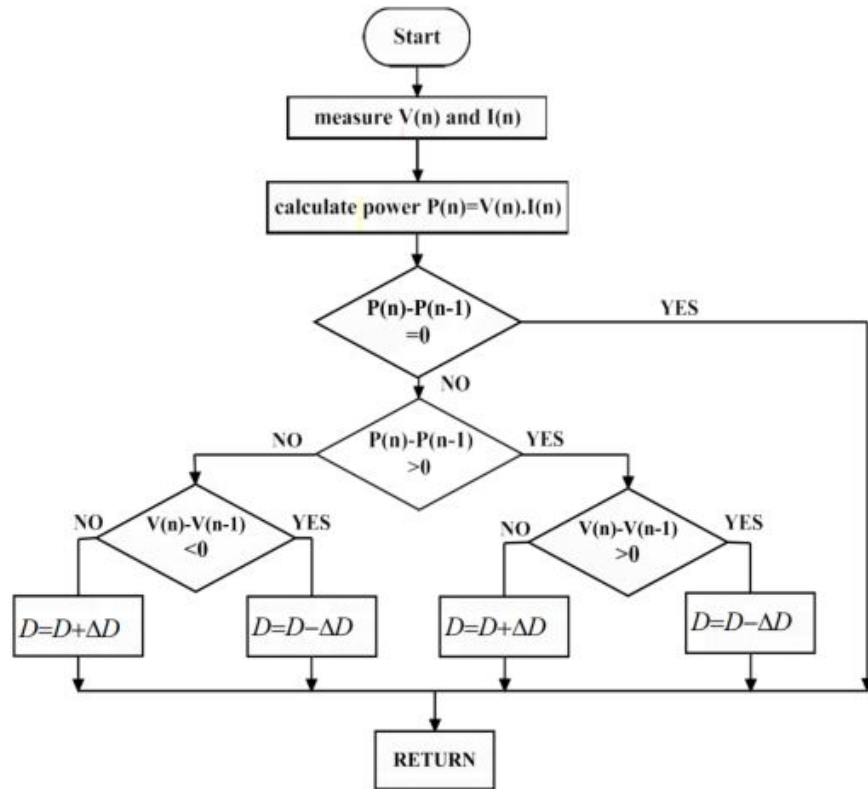 Start
measure V(n) and I(n)
calculate power P(n)=V(n).I(n)
P(n)-P(n-1)
=0
YES
NO
P(n)-P(n-1)
>0
NO
YES
V(n)-V(n-1)
<0
NO
YES
V(n)-V(n-1)
>0
NO
YES
D=D+ΔD
D=D−ΔD
D=D+ΔD
D=D−ΔD
RETURN